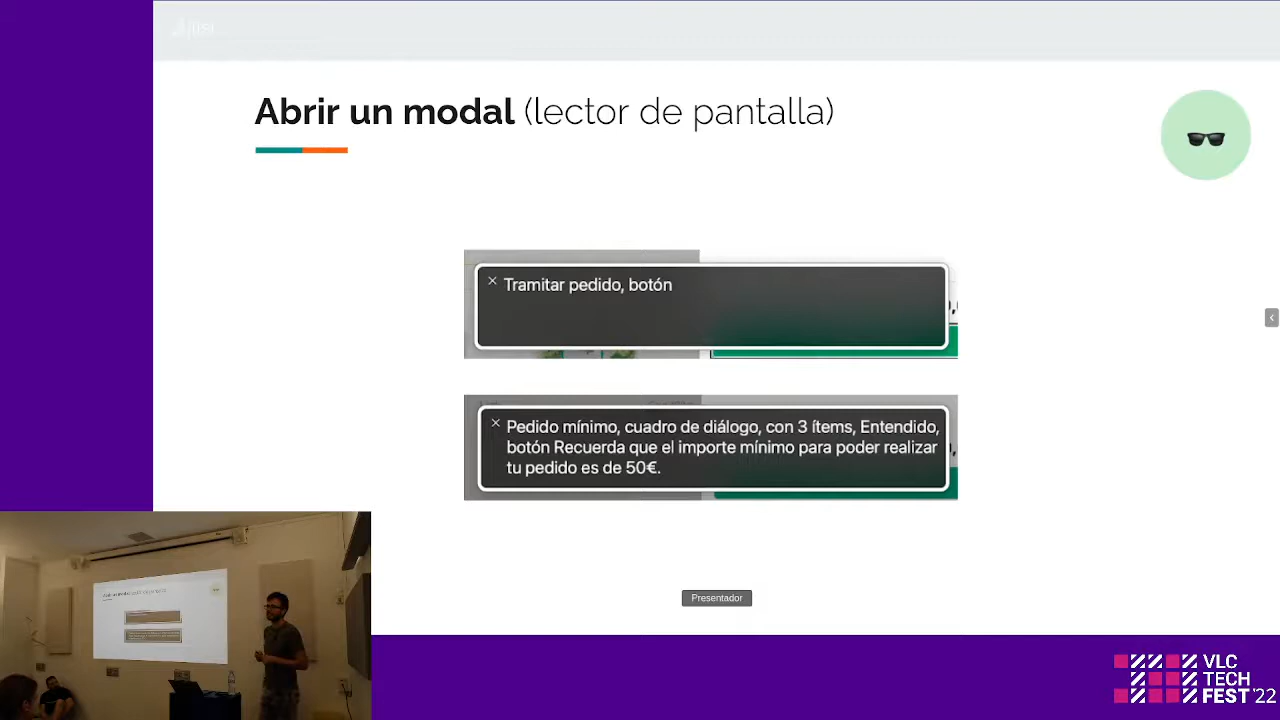 Abrir un modal (lector de pantalla)
Tramitar pedido, botón
Pedido mínimo, cuadro de diálogo, con 3 ítems, Entendido,
botón Recuerda que el importe mínimo para poder realizar
tu pedido es de 50€.
Presentador
VLC
TECH
FEST'22